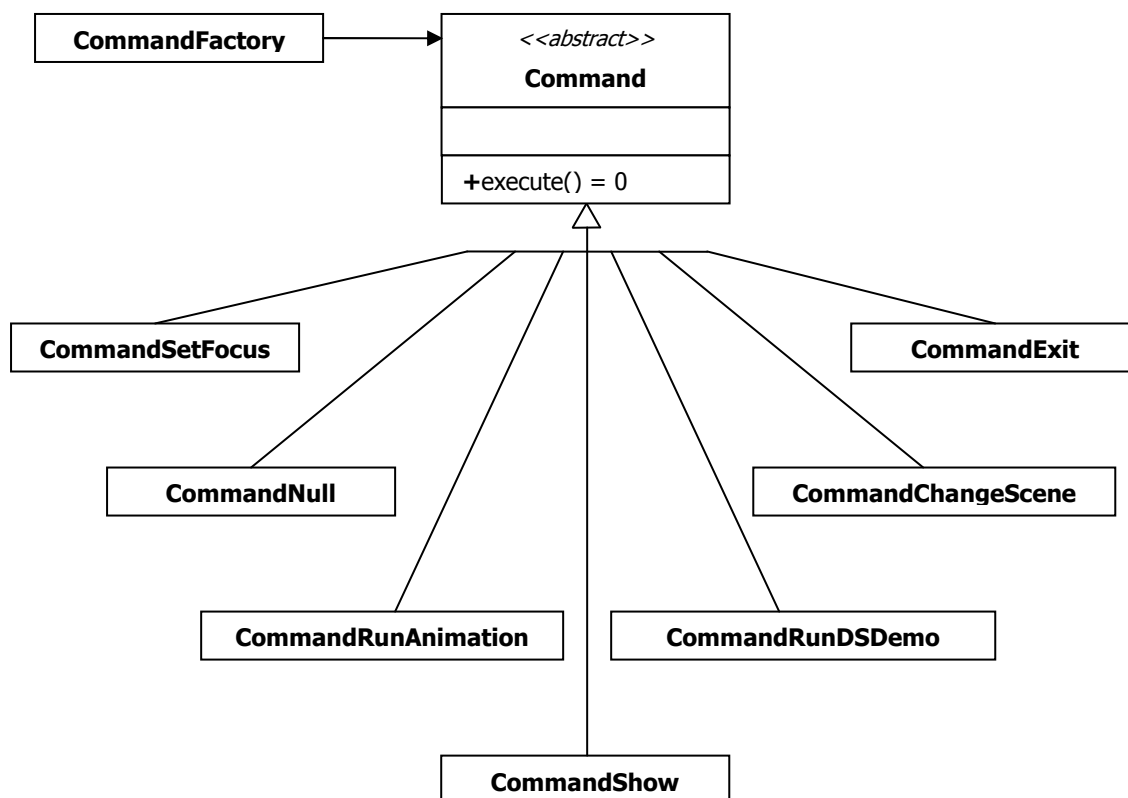 CommandFactory
<<abstract>>
Command
+execute() = 0
CommandSetFocus
CommandExit
CommandNull
CommandChangeScene
CommandRunAnimation
CommandRunDSDemo
CommandShow